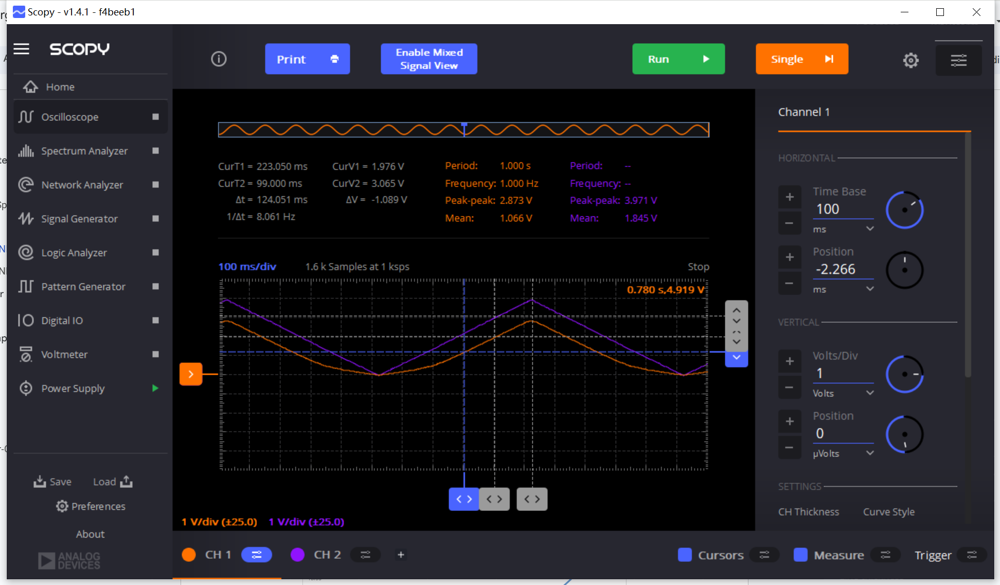 Scopy - v1.4.1 - f4beeb1
SCOPY
Print
Enable Mixed
Signal View
Run
Single
Home
Oscilloscope
Spectrum Analyzer
Network Analyzer
Signal Generator
Logic Analyzer
Pattern Generator
Digital IO
Voltmeter
Power Supply
Save
Load
Preferences
About
ANALOG
DEVICES
CurT1 = 223.050 ms
CurT2 = 99.000 ms
Δt = 124.051 ms
1/Δt = 8.061 Hz
CurV1 = 1.976 V
CurV2 = 3.065 V
ΔV = -1.089 V
Period: 1.000 s
Frequency: 1.000 Hz
Peak-peak: 2.873 V
Mean: 1.066 V
Period: --
Frequency: --
Peak-peak: 3.971 V
Mean: 1.845 V
100 ms/div
1.6 k Samples at 1 ksps
Stop
0.780 s,4.919 V
1 V/div (±25.0)
1 V/div (±25.0)
Channel 1
HORIZONTAL
Time Base
100
ms
Position
-2.266
ms
VERTICAL
Volts/Div
1
Volts
Position
0
µVolts
SETTINGS
CH Thickness
Curve Style
CH 1
CH 2
+
Cursors
Measure
Trigger